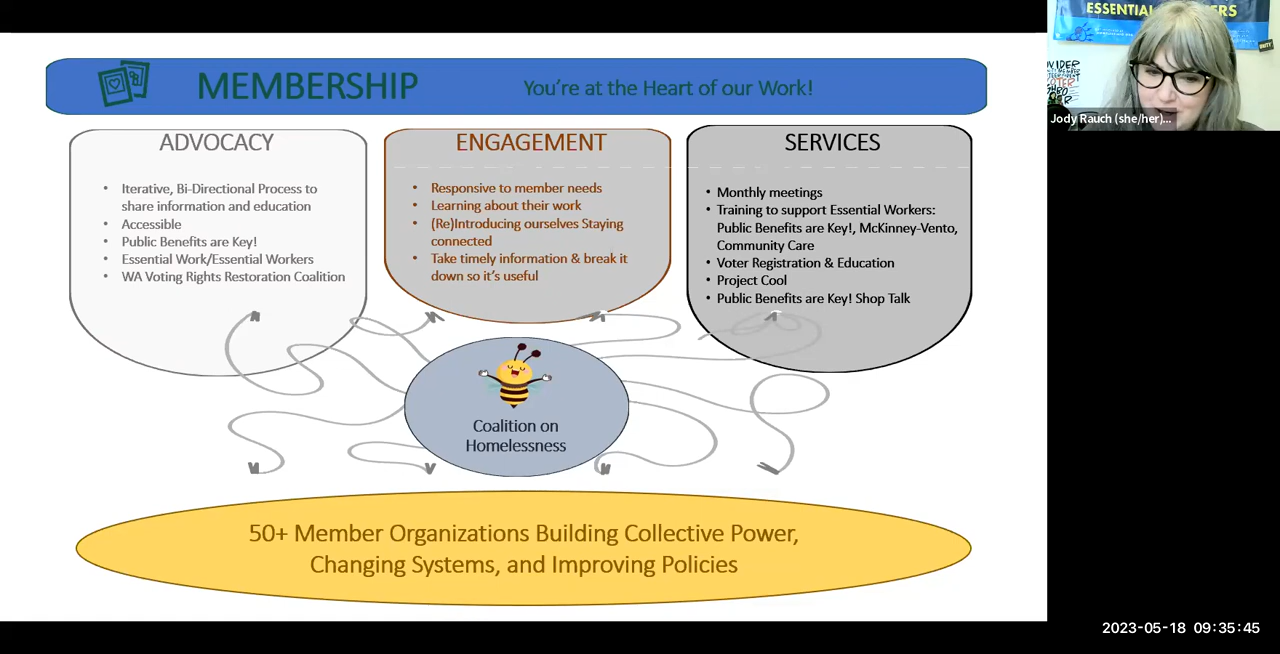 MEMBERSHIP
You're at the Heart of our Work!
ADVOCACY
• Iterative, Bi-Directional Process to
share information and education
• Accessible
• Public Benefits are Key!
• Essential Work/Essential Workers
• WA Voting Rights Restoration Coalition
ENGAGEMENT
• Responsive to member needs
• Learning about their work
• (Re)Introducing ourselves Staying
connected
• Take timely information & break it
down so it's useful
SERVICES
• Monthly meetings
• Training to support Essential Workers:
Public Benefits are Key!, McKinney-Vento,
Community Care
• Voter Registration & Education
• Project Cool
• Public Benefits are Key! Shop Talk
Coalition on
Homelessness
50+ Member Organizations Building Collective Power,
Changing Systems, and Improving Policies
Jody Rauch (she/her)...
2023-05-18 09:35:45